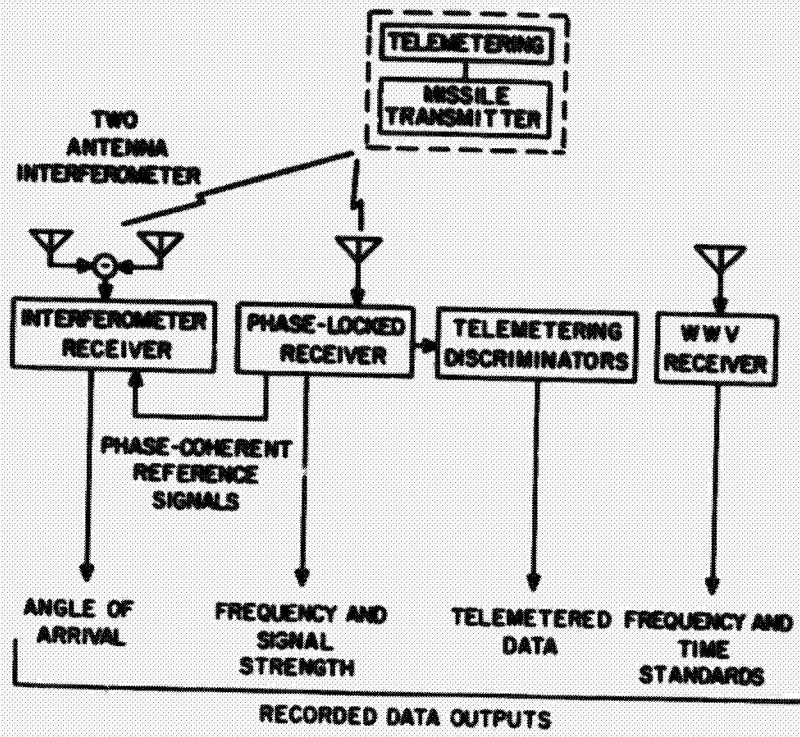 TELEMETERING
MISSILE
TRANSMITTER
TWO
ANTENNA
INTERFEROMETER
INTERFEROMETER
RECEIVER
PHASE-LOCKED
RECEIVER
TELEMETERING
DISCRIMINATORS
WWV
RECEIVER
PHASE-COHERENT
REFERENCE
SIGNALS
ANGLE OF
ARRIVAL
FREQUENCY AND
SIGNAL
STRENGTH
TELEMETERED
DATA
FREQUENCY AND
TIME
STANDARDS
RECORDED DATA OUTPUTS